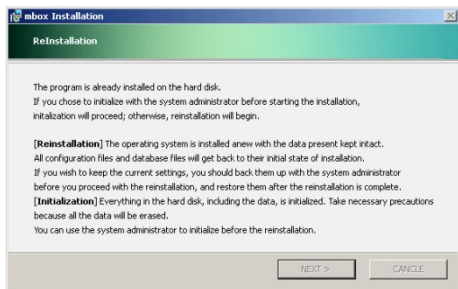 mbox Installation
ReInstallation
The program is already installed on the hard disk.
If you chose to initialize with the system administrator before starting the installation,
initalization will proceed; otherwise, reinstallation will begin.
[Reinstallation] The operating system is installed anew with the data present kept intact.
All configuration files and database files will get back to their initial state of installation.
If you wish to keep the current settings, you should back them up with the system administrator
before you proceed with the reinstallation, and restore them after the reinstallation is complete.
[Initialization] Everything in the hard disk, including the data, is initialized. Take necessary precautions
because all the data will be erased.
You can use the system administrator to initialize before the reinstallation.
NEXT > CANCLE